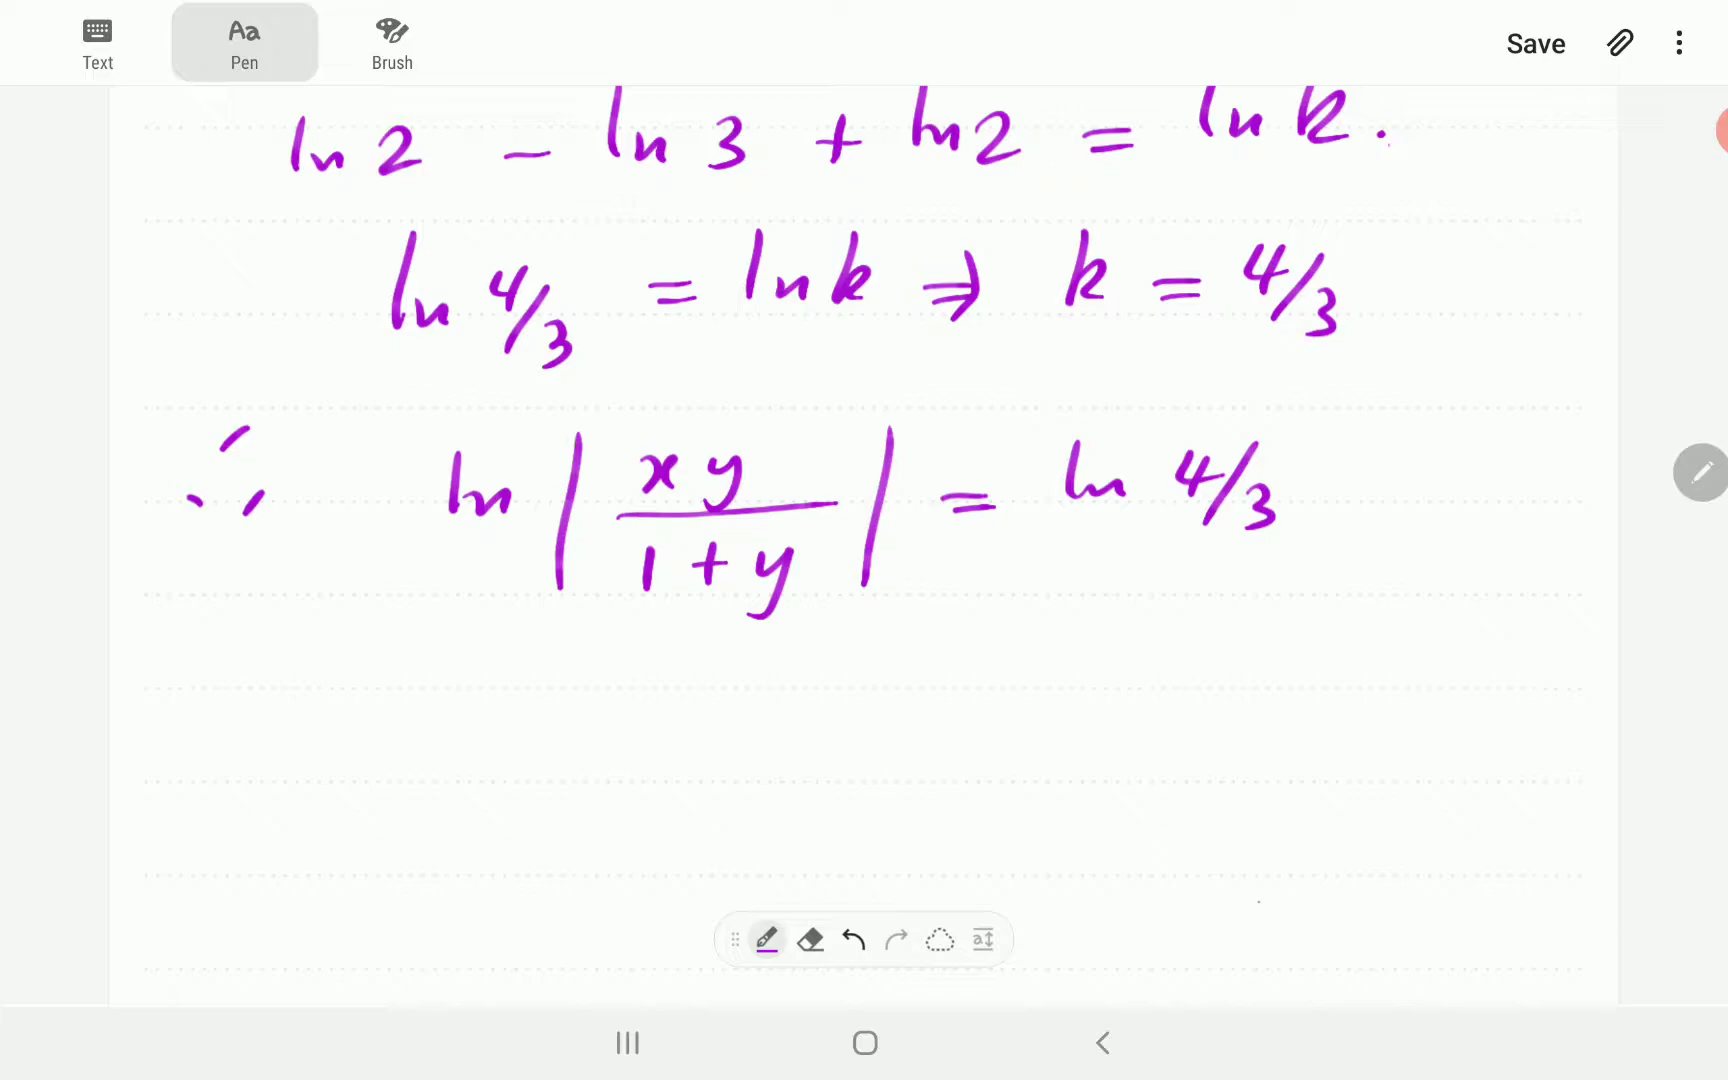 Text Aa Pen Brush Save
ln 2 - ln 3 + ln 2 = ln k.
ln 4/3 = ln k ⇒ k = 4/3
∴ ln | xy / 1 + y | = ln 4/3